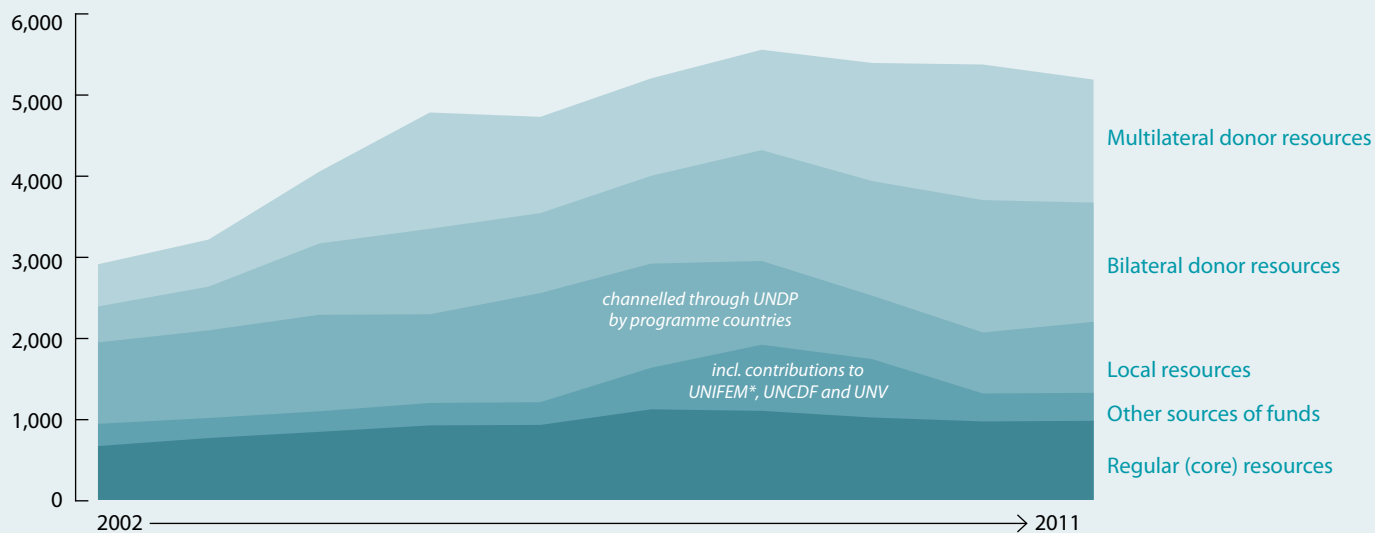 6,000
5,000
4,000
3,000
2,000
1,000
0
Multilateral donor resources
Bilateral donor resources
channelled through UNDP
by programme countries
Local resources
incl. contributions to
UNIFEM*, UNCDF and UNV
Other sources of funds
Regular (core) resources
2002
2011